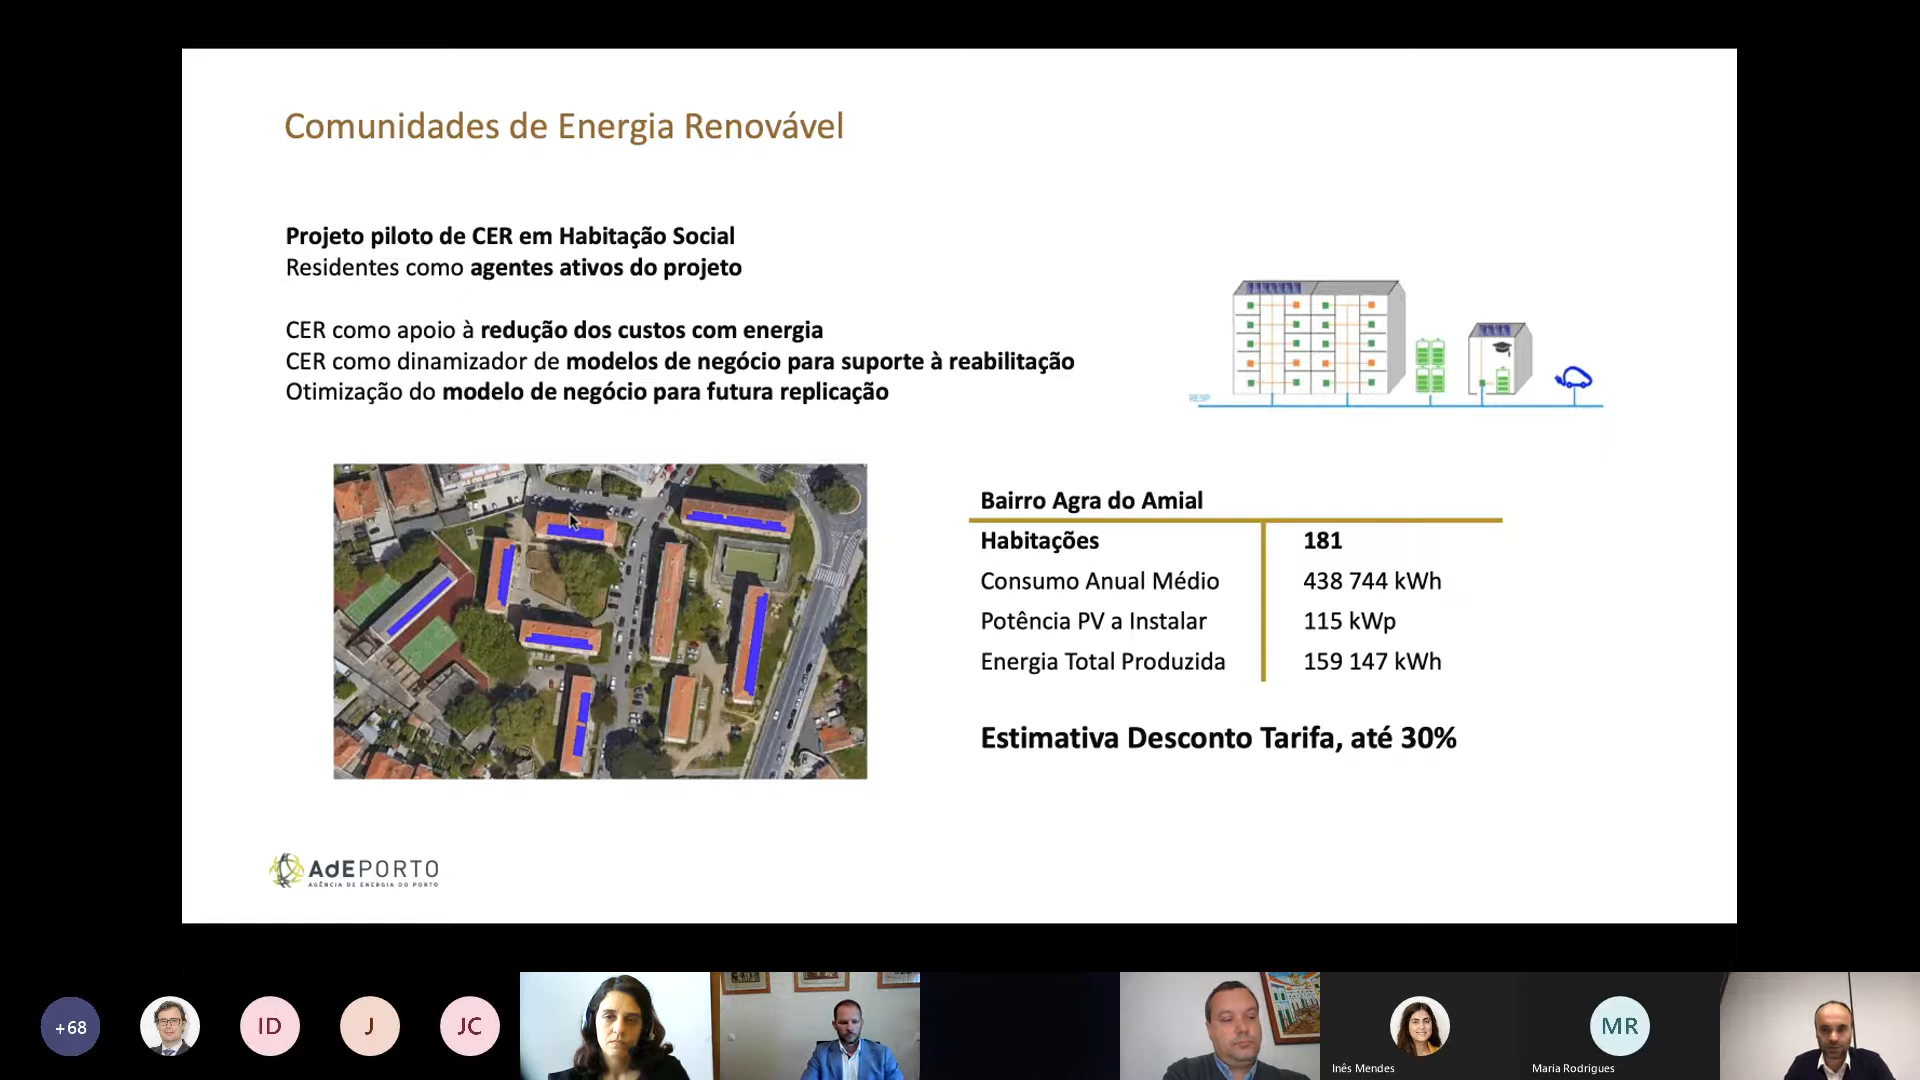 Comunidades de Energia Renovável
Projeto piloto de CER em Habitação Social
Residentes como agentes ativos do projeto
CER como apoio à redução dos custos com energia
CER como dinamizador de modelos de negócio para suporte à reabilitação
Otimização do modelo de negócio para futura replicação
RESP
Bairro Agra do Amial
Habitações 181
Consumo Anual Médio 438 744 kWh
Potência PV a Instalar 115 kWp
Energia Total Produzida 159 147 kWh
Estimativa Desconto Tarifa, até 30%
AdEPORTO
AGÊNCIA DE ENERGIA DO PORTO
+68
ID
J
JC
MR
Inês Mendes
Maria Rodrigues